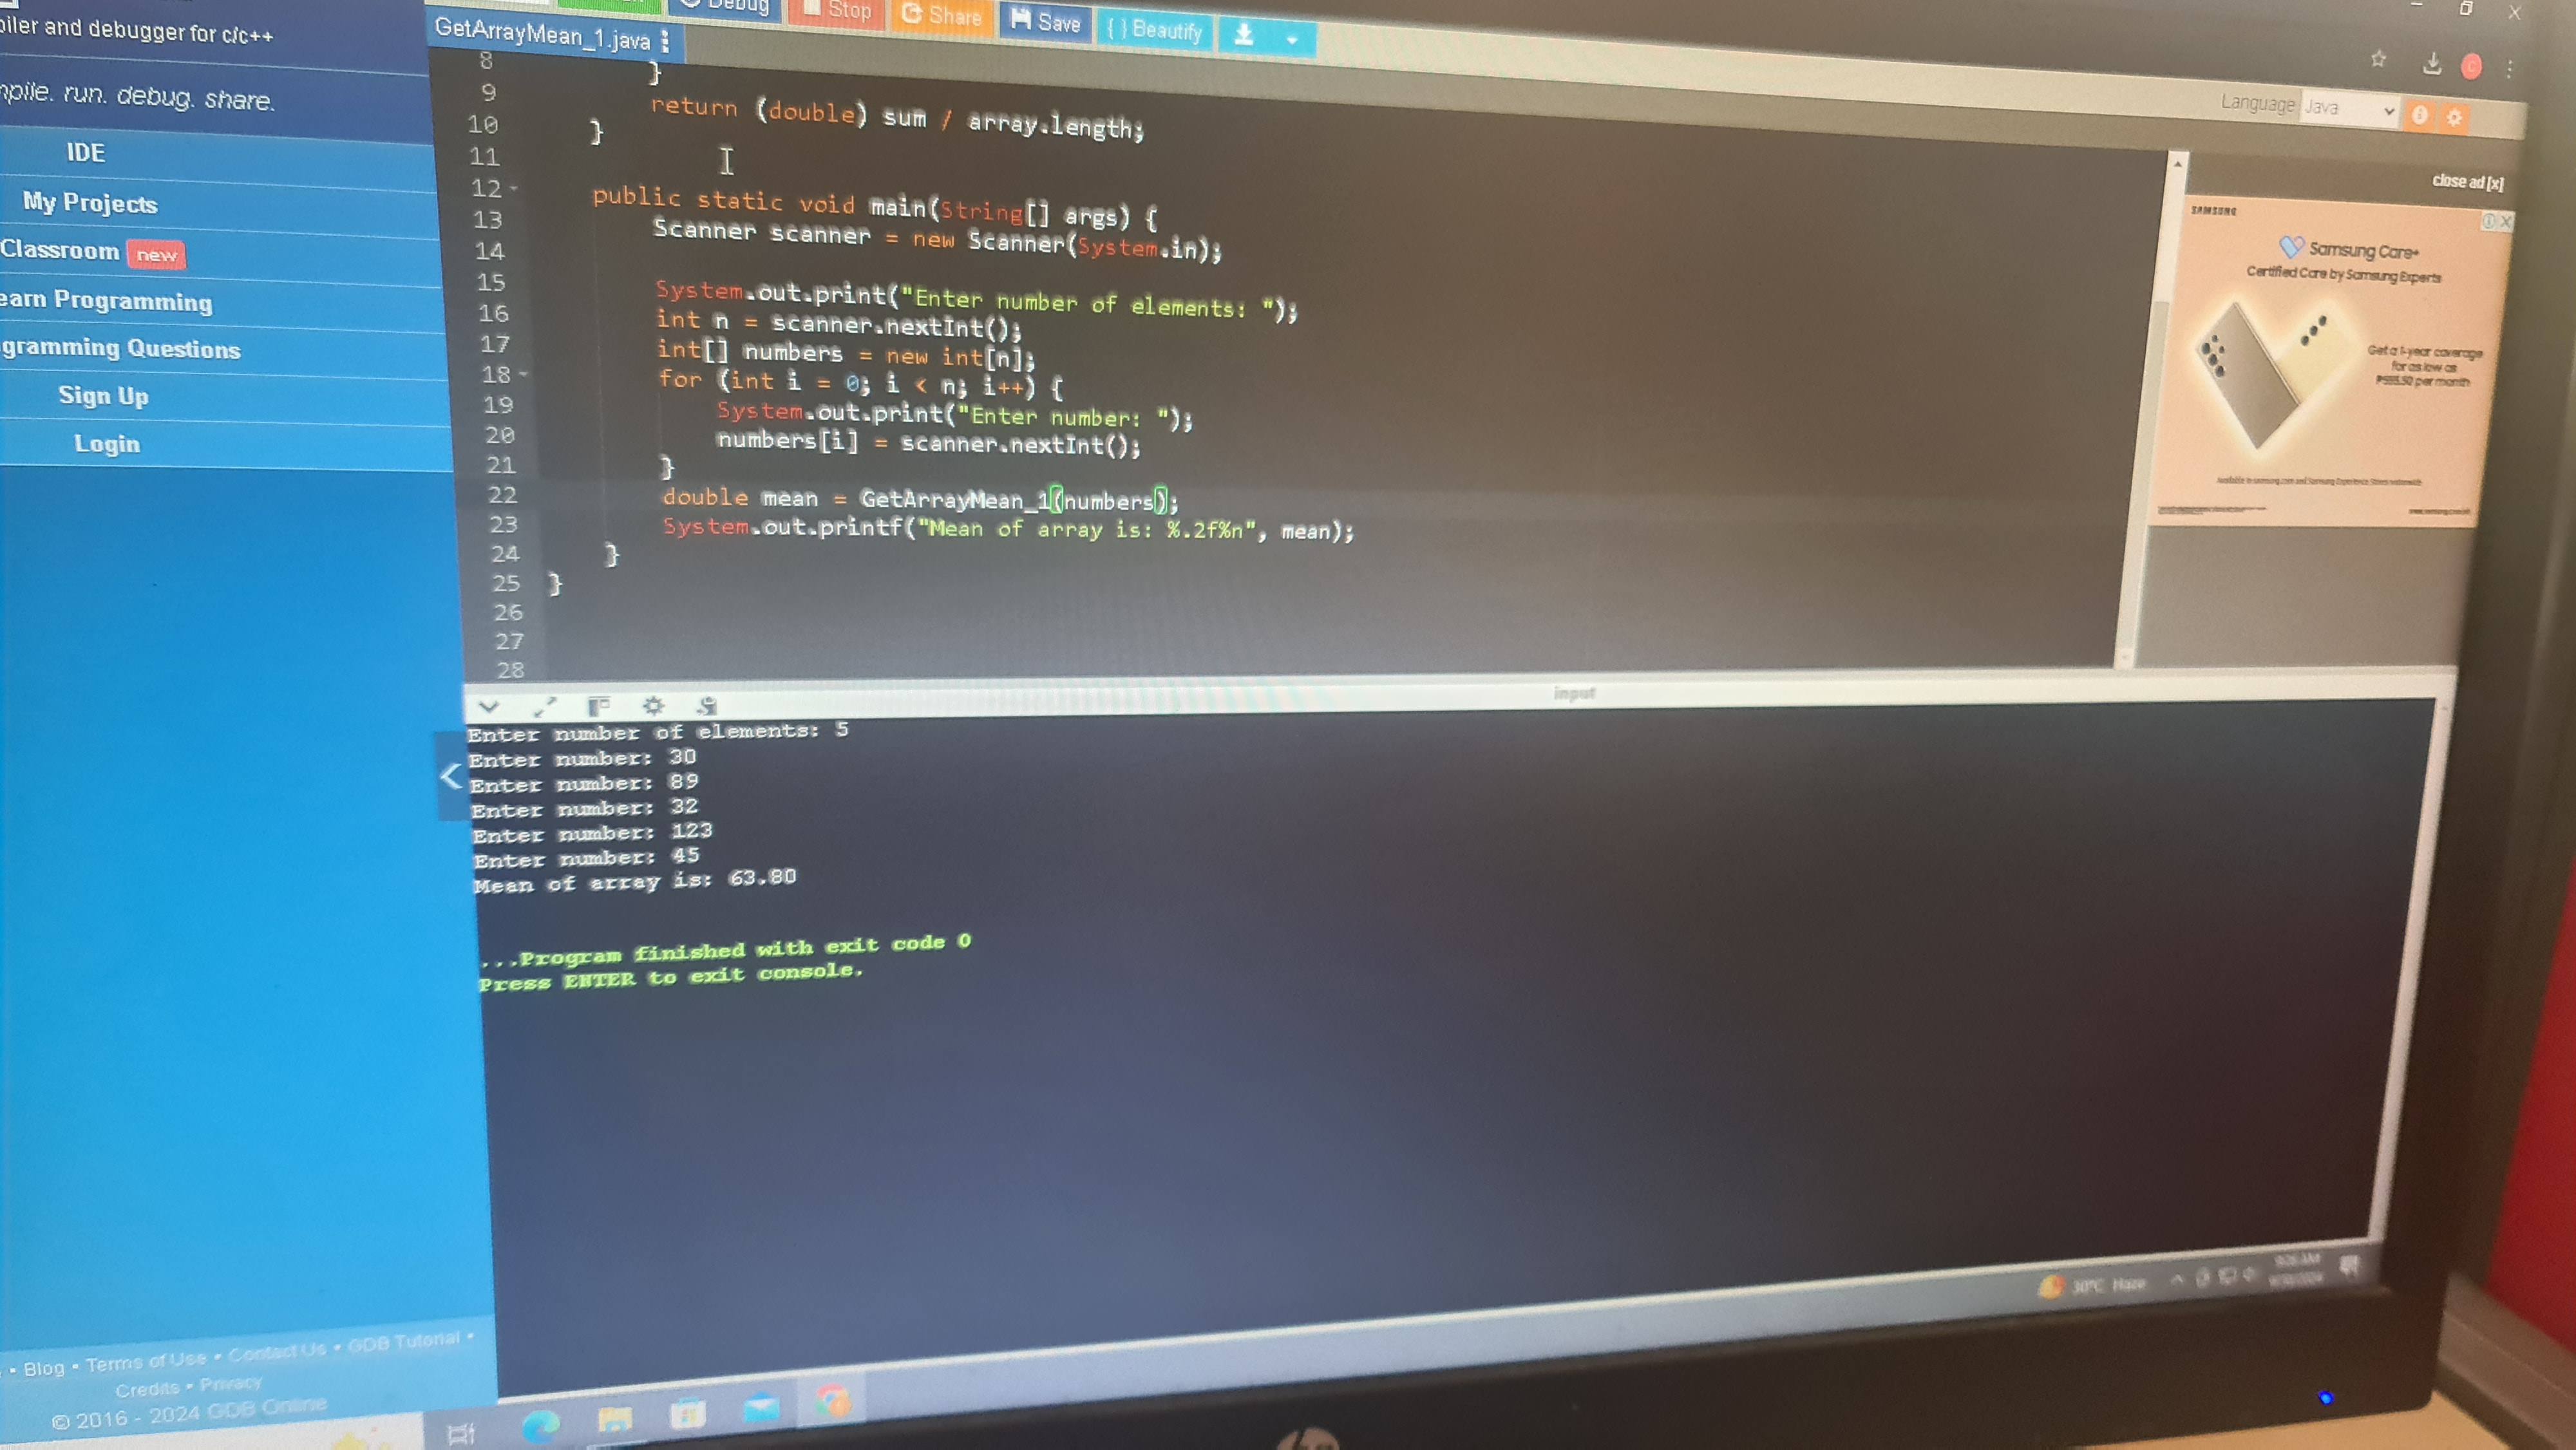 iler and debugger for c/c++
pile. run. debug. share.
IDE
My Projects
Classroom new
earn Programming
gramming Questions
Sign Up
Login
Debug
Stop
Share
Save
{ } Beautify
GetArrayMean_1.java
Language Java
8 }
9 return (double) sum / array.length;
10 }
11
12 public static void main(String[] args) {
13 Scanner scanner = new Scanner(System.in);
14
15 System.out.print("Enter number of elements: ");
16 int n = scanner.nextInt();
17 int[] numbers = new int[n];
18 for (int i = 0; i < n; i++) {
19 System.out.print("Enter number: ");
20 numbers[i] = scanner.nextInt();
21 }
22 double mean = GetArrayMean_1(numbers);
23 System.out.printf("Mean of array is: %.2f%n", mean);
24 }
25 }
26
27
28
close ad [x]
SAMSUNG
Samsung Care+
Certified Care by Samsung Experts
Get a 1-year coverage
for as low as
per month
input
Enter number of elements: 5
Enter number: 30
Enter number: 89
Enter number: 32
Enter number: 123
Enter number: 45
Mean of array is: 63.80
...Program finished with exit code 0
Press ENTER to exit console.
• Blog • Terms of Use • Contact Us • GDB Tutorial •
Credits • Privacy
© 2016 - 2024 GDB Online
30°C Haze
hp